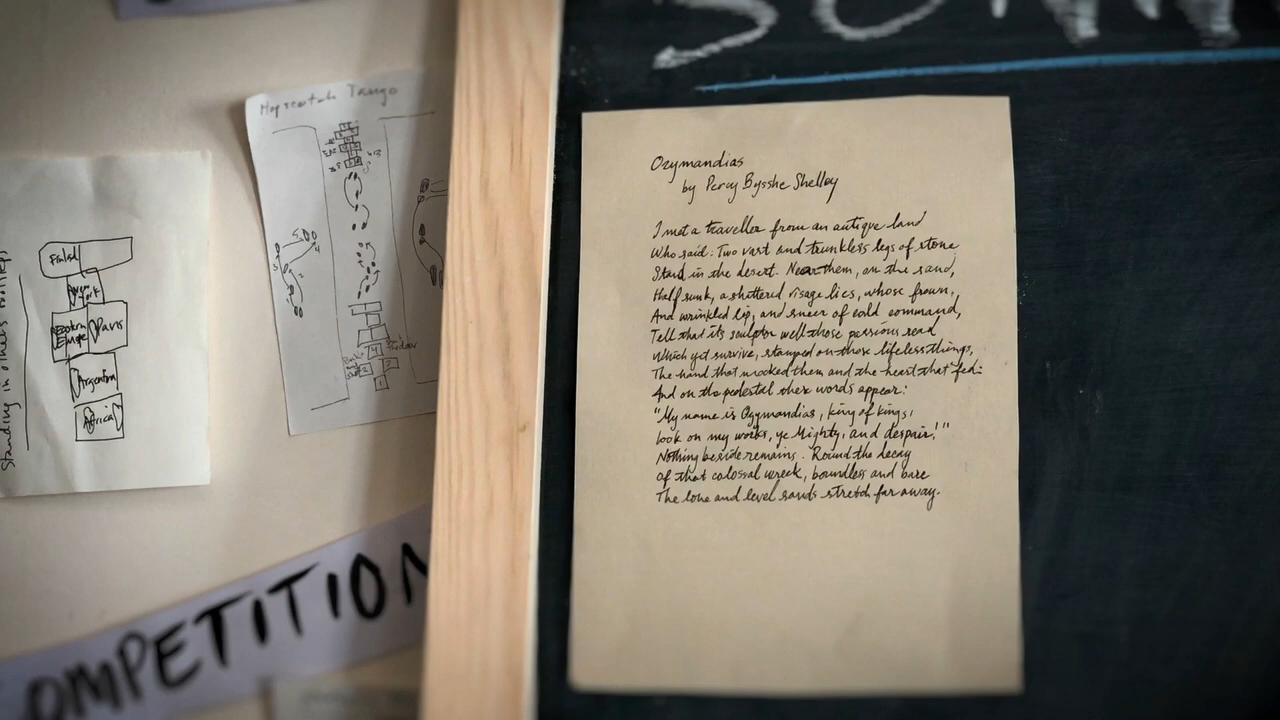 Hopscotch Tango
Standing in others footsteps
Paris
Argentina
Africa
COMPETITION
Ozymandias
by Percy Bysshe Shelley
I met a traveller from an antique land
Who said: Two vast and trunkless legs of stone
Stand in the desert. Near them, on the sand,
Half sunk, a shattered visage lies, whose frown,
And wrinkled lip, and sneer of cold command,
Tell that its sculptor well those passions read
Which yet survive, stamped on those lifeless things,
The hand that mocked them and the heart that fed:
And on the pedestal these words appear:
"My name is Ozymandias, king of kings,
look on my works, ye Mighty, and despair!"
Nothing beside remains. Round the decay
of that colossal wreck, boundless and bare
The lone and level sands stretch far away.